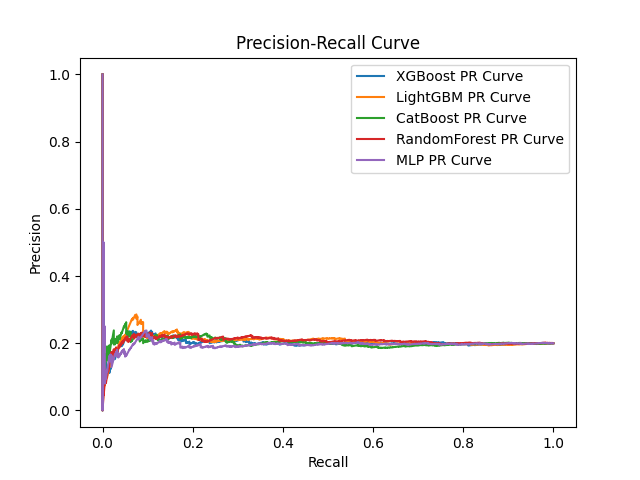 Precision-Recall Curve
XGBoost PR Curve
LightGBM PR Curve
CatBoost PR Curve
RandomForest PR Curve
MLP PR Curve
Precision
1.0
0.8
0.6
0.4
0.2
0.0
0.0 0.2 0.4 0.6 0.8 1.0
Recall